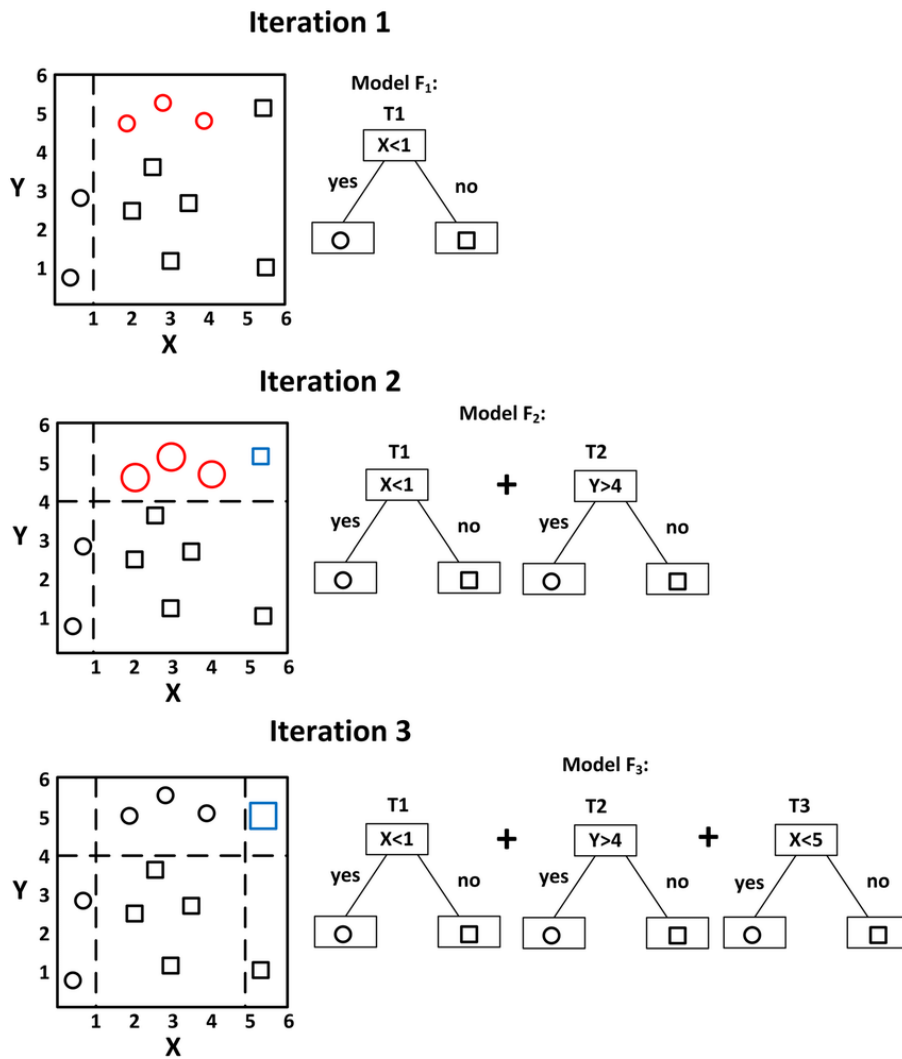 Iteration 1
Model F₁:
T1
X<1
yes
no
6
5
4
3
2
1
Y
1 2 3 4 5 6
X
Iteration 2
Model F₂:
T1
X<1
yes
no
+
T2
Y>4
yes
no
6
5
4
3
2
1
Y
1 2 3 4 5 6
X
Iteration 3
Model F₃:
T1
X<1
yes
no
+
T2
Y>4
yes
no
+
T3
X<5
yes
no
6
5
4
3
2
1
Y
1 2 3 4 5 6
X